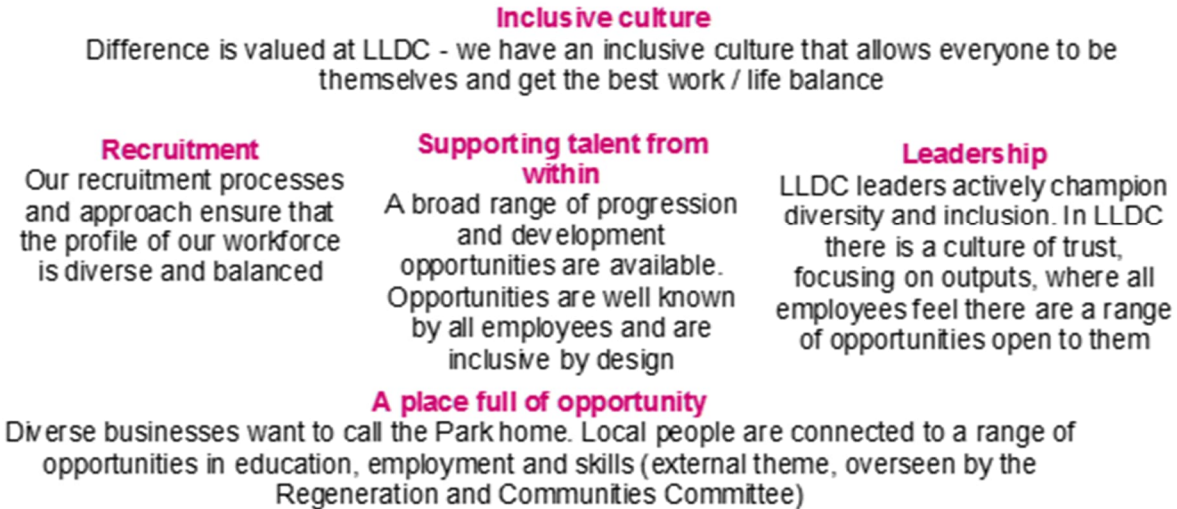 Inclusive culture
Difference is valued at LLDC - we have an inclusive culture that allows everyone to be
themselves and get the best work / life balance
Recruitment
Our recruitment processes
and approach ensure that
the profile of our workforce
is diverse and balanced
Supporting talent from
within
A broad range of progression
and development
opportunities are available.
Opportunities are well known
by all employees and are
inclusive by design
Leadership
LLDC leaders actively champion
diversity and inclusion. In LLDC
there is a culture of trust,
focusing on outputs, where all
employees feel there are a range
of opportunities open to them
A place full of opportunity
Diverse businesses want to call the Park home. Local people are connected to a range of
opportunities in education, employment and skills (external theme, overseen by the
Regeneration and Communities Committee)